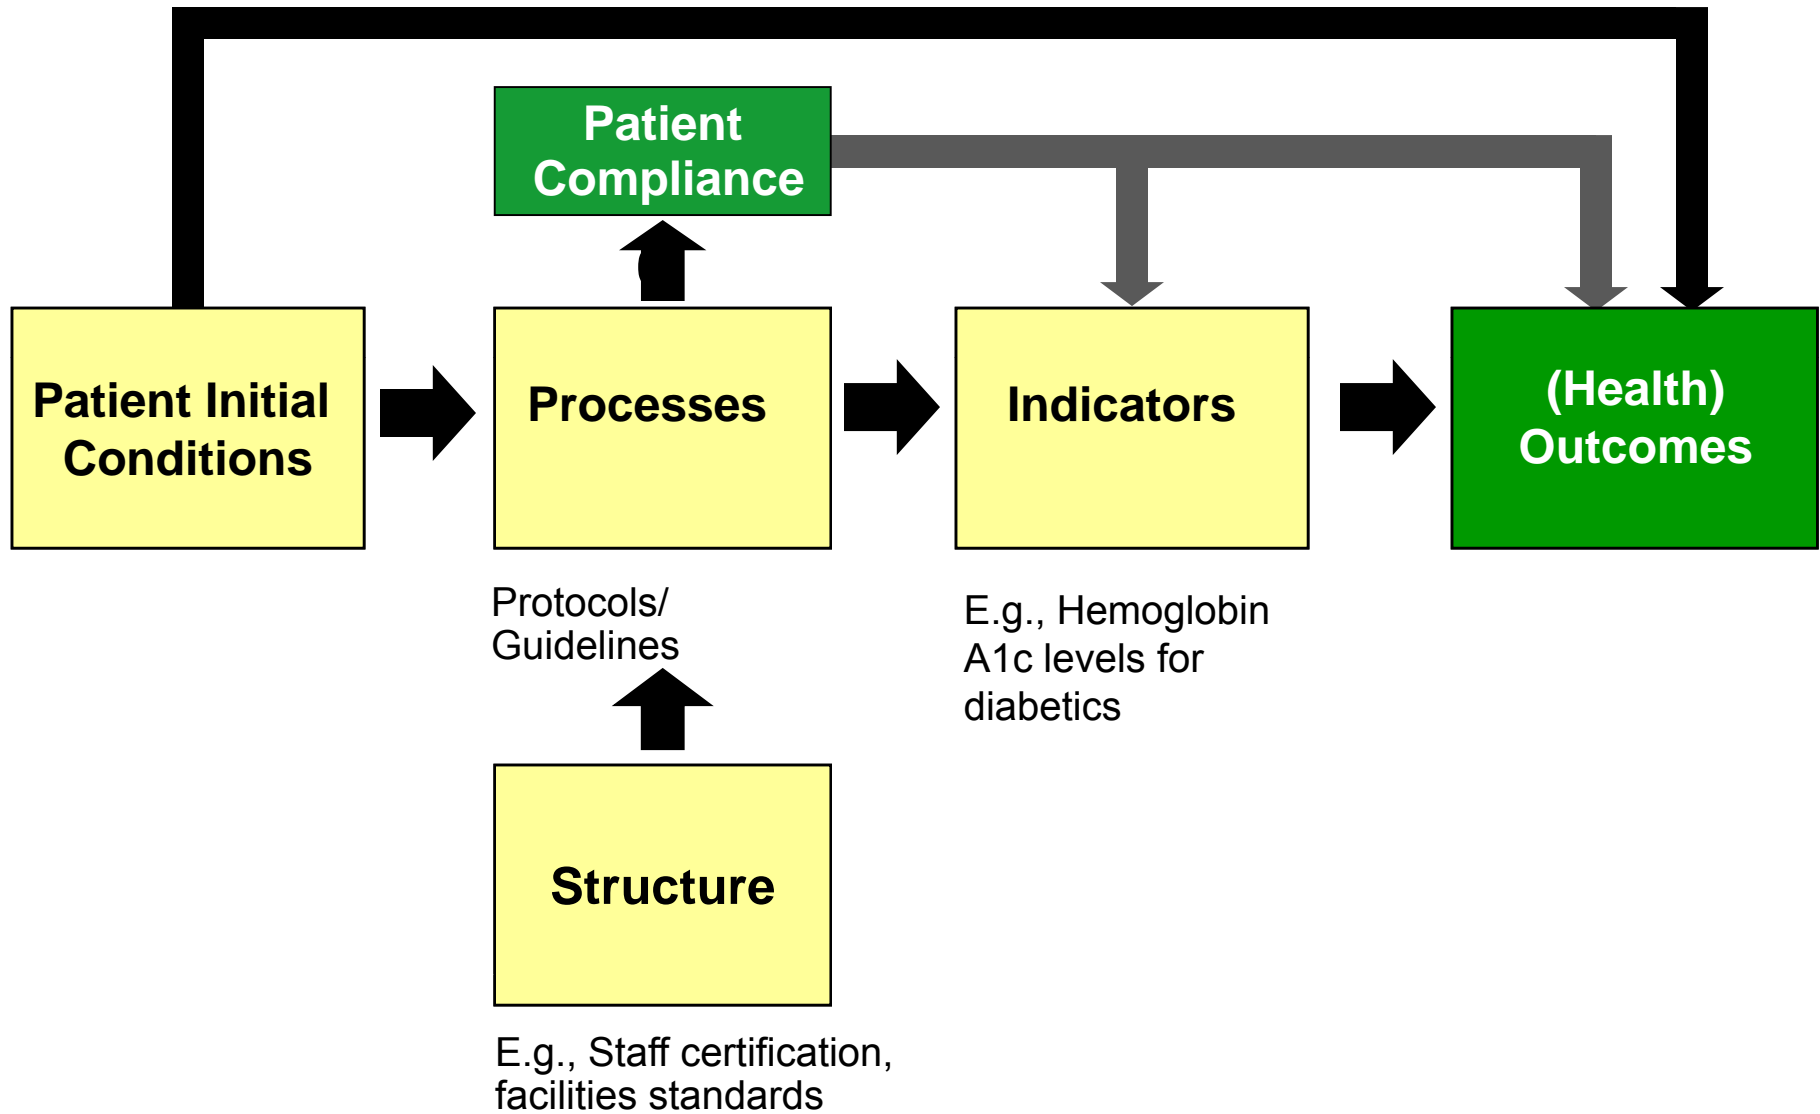 Patient
Compliance
Patient Initial
Conditions
Processes
Indicators
(Health)
Outcomes
Protocols/
Guidelines
E.g., Hemoglobin
A1c levels for
diabetics
Structure
E.g., Staff certification,
facilities standards